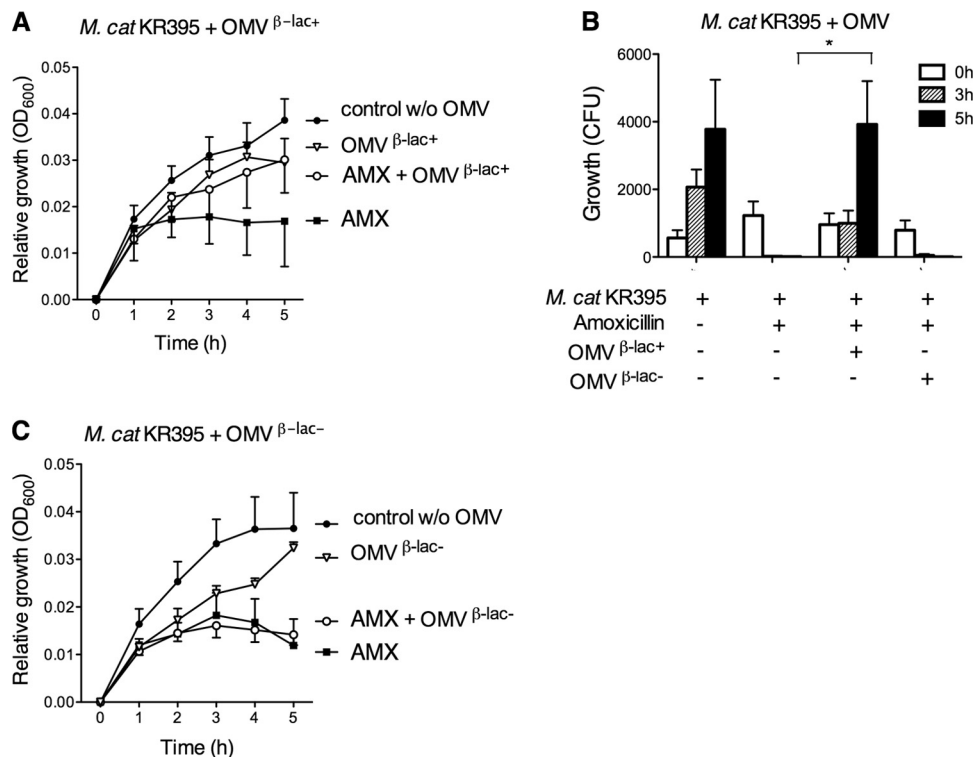 A
M. cat KR395 + OMV β–lac+
Relative growth (OD600)
0.05
0.04
0.03
0.02
0.01
0.00
0 1 2 3 4 5
Time (h)
control w/o OMV
OMV β-lac+
AMX + OMV β-lac+
AMX
B
M. cat KR395 + OMV
Growth (CFU)
6000
4000
2000
0
*
0h
3h
5h
M. cat KR395 + + + +
Amoxicillin - + + +
OMV β-lac+ - - + -
OMV β-lac- - - - +
C
M. cat KR395 + OMV β–lac–
Relative growth (OD600)
0.05
0.04
0.03
0.02
0.01
0.00
0 1 2 3 4 5
Time (h)
control w/o OMV
OMV β-lac-
AMX + OMV β-lac-
AMX